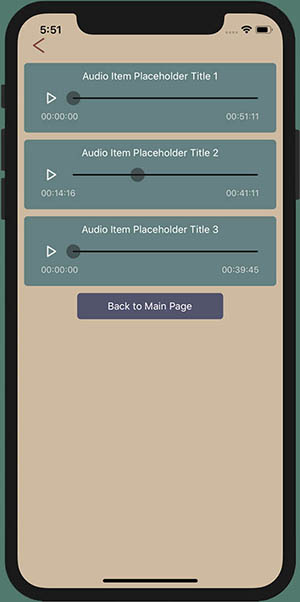 5:51
Audio Item Placeholder Title 1
00:00:00 00:51:11
Audio Item Placeholder Title 2
00:14:16 00:41:11
Audio Item Placeholder Title 3
00:00:00 00:39:45
Back to Main Page